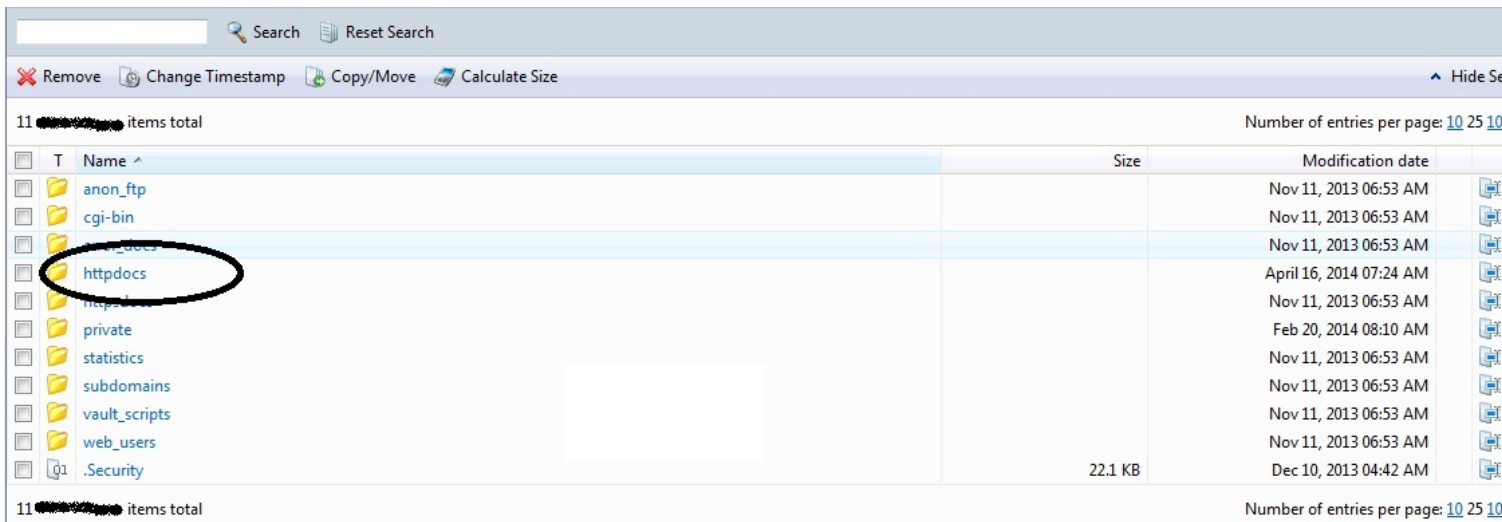 Search Reset Search
Remove Change Timestamp Copy/Move Calculate Size Hide Se
11 items total Number of entries per page: 10 25 10
T Name Size Modification date
anon_ftp Nov 11, 2013 06:53 AM
cgi-bin Nov 11, 2013 06:53 AM
Nov 11, 2013 06:53 AM
httpdocs April 16, 2014 07:24 AM
Nov 11, 2013 06:53 AM
private Feb 20, 2014 08:10 AM
statistics Nov 11, 2013 06:53 AM
subdomains Nov 11, 2013 06:53 AM
vault_scripts Nov 11, 2013 06:53 AM
web_users Nov 11, 2013 06:53 AM
.Security 22.1 KB Dec 10, 2013 04:42 AM
11 items total Number of entries per page: 10 25 10